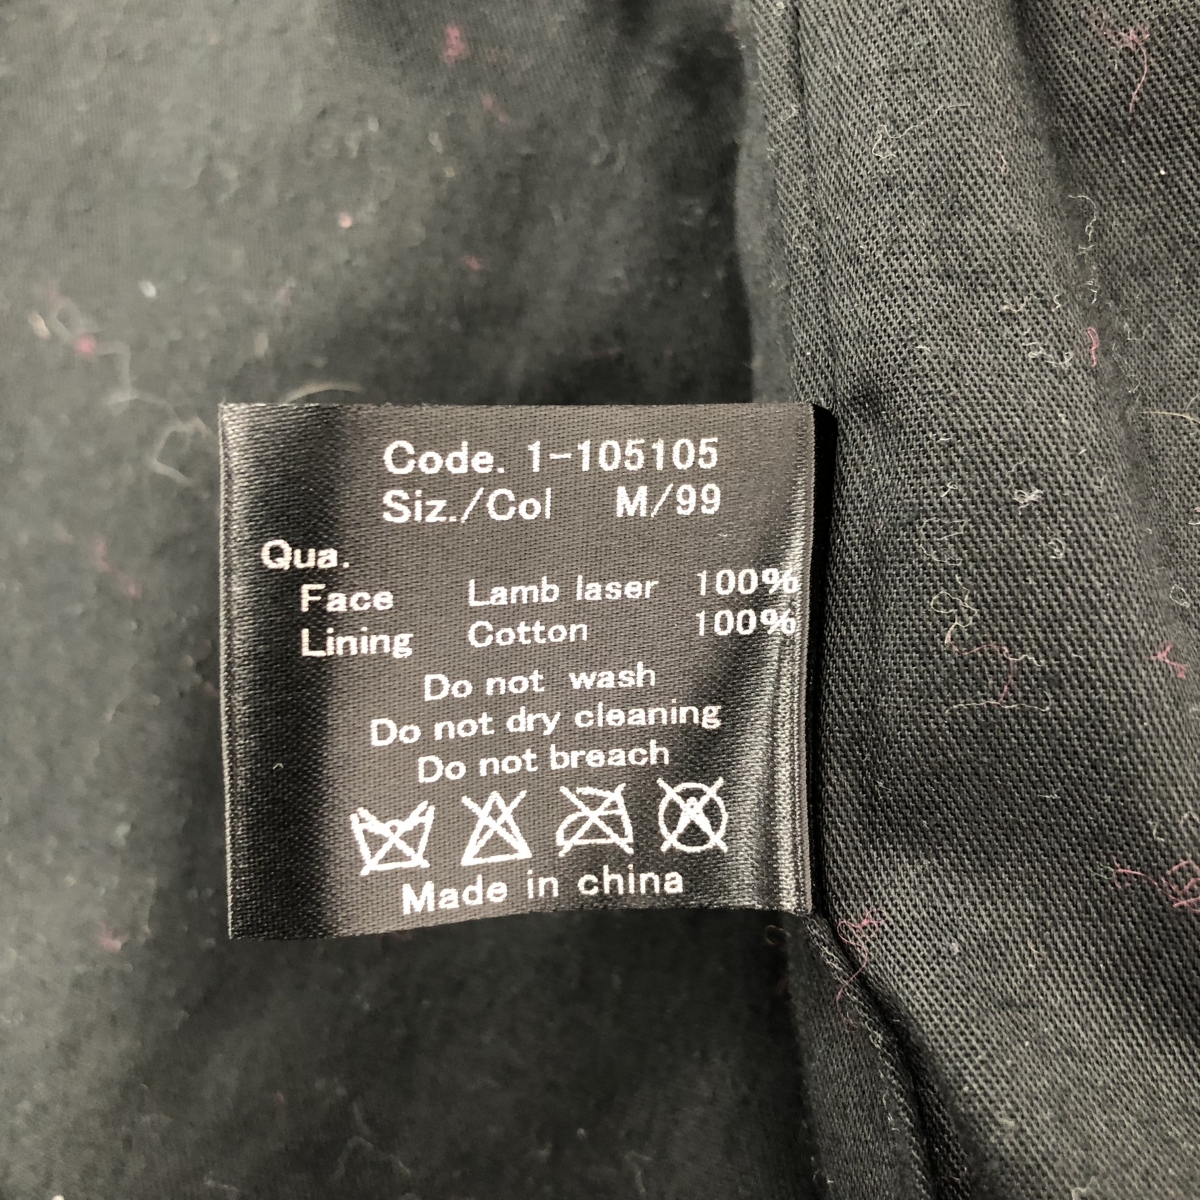 Code. 1-105105
Siz./Col M/99
Qua.
Face Lamb laser 100%
Lining Cotton 100%
Do not wash
Do not dry cleaning
Do not breach
Made in china